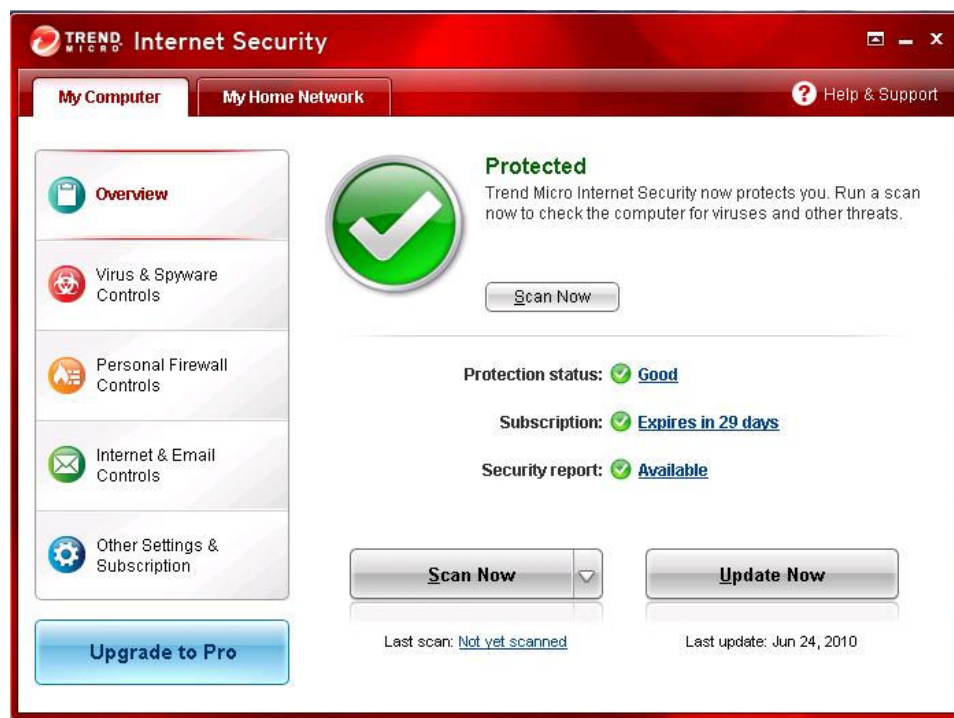 TREND MICRO Internet Security
My Computer
My Home Network
Help & Support
Overview
Virus & Spyware
Controls
Personal Firewall
Controls
Internet & Email
Controls
Other Settings &
Subscription
Upgrade to Pro
Protected
Trend Micro Internet Security now protects you. Run a scan
now to check the computer for viruses and other threats.
Scan Now
Protection status: Good
Subscription: Expires in 29 days
Security report: Available
Scan Now
Update Now
Last scan: Not yet scanned
Last update: Jun 24, 2010